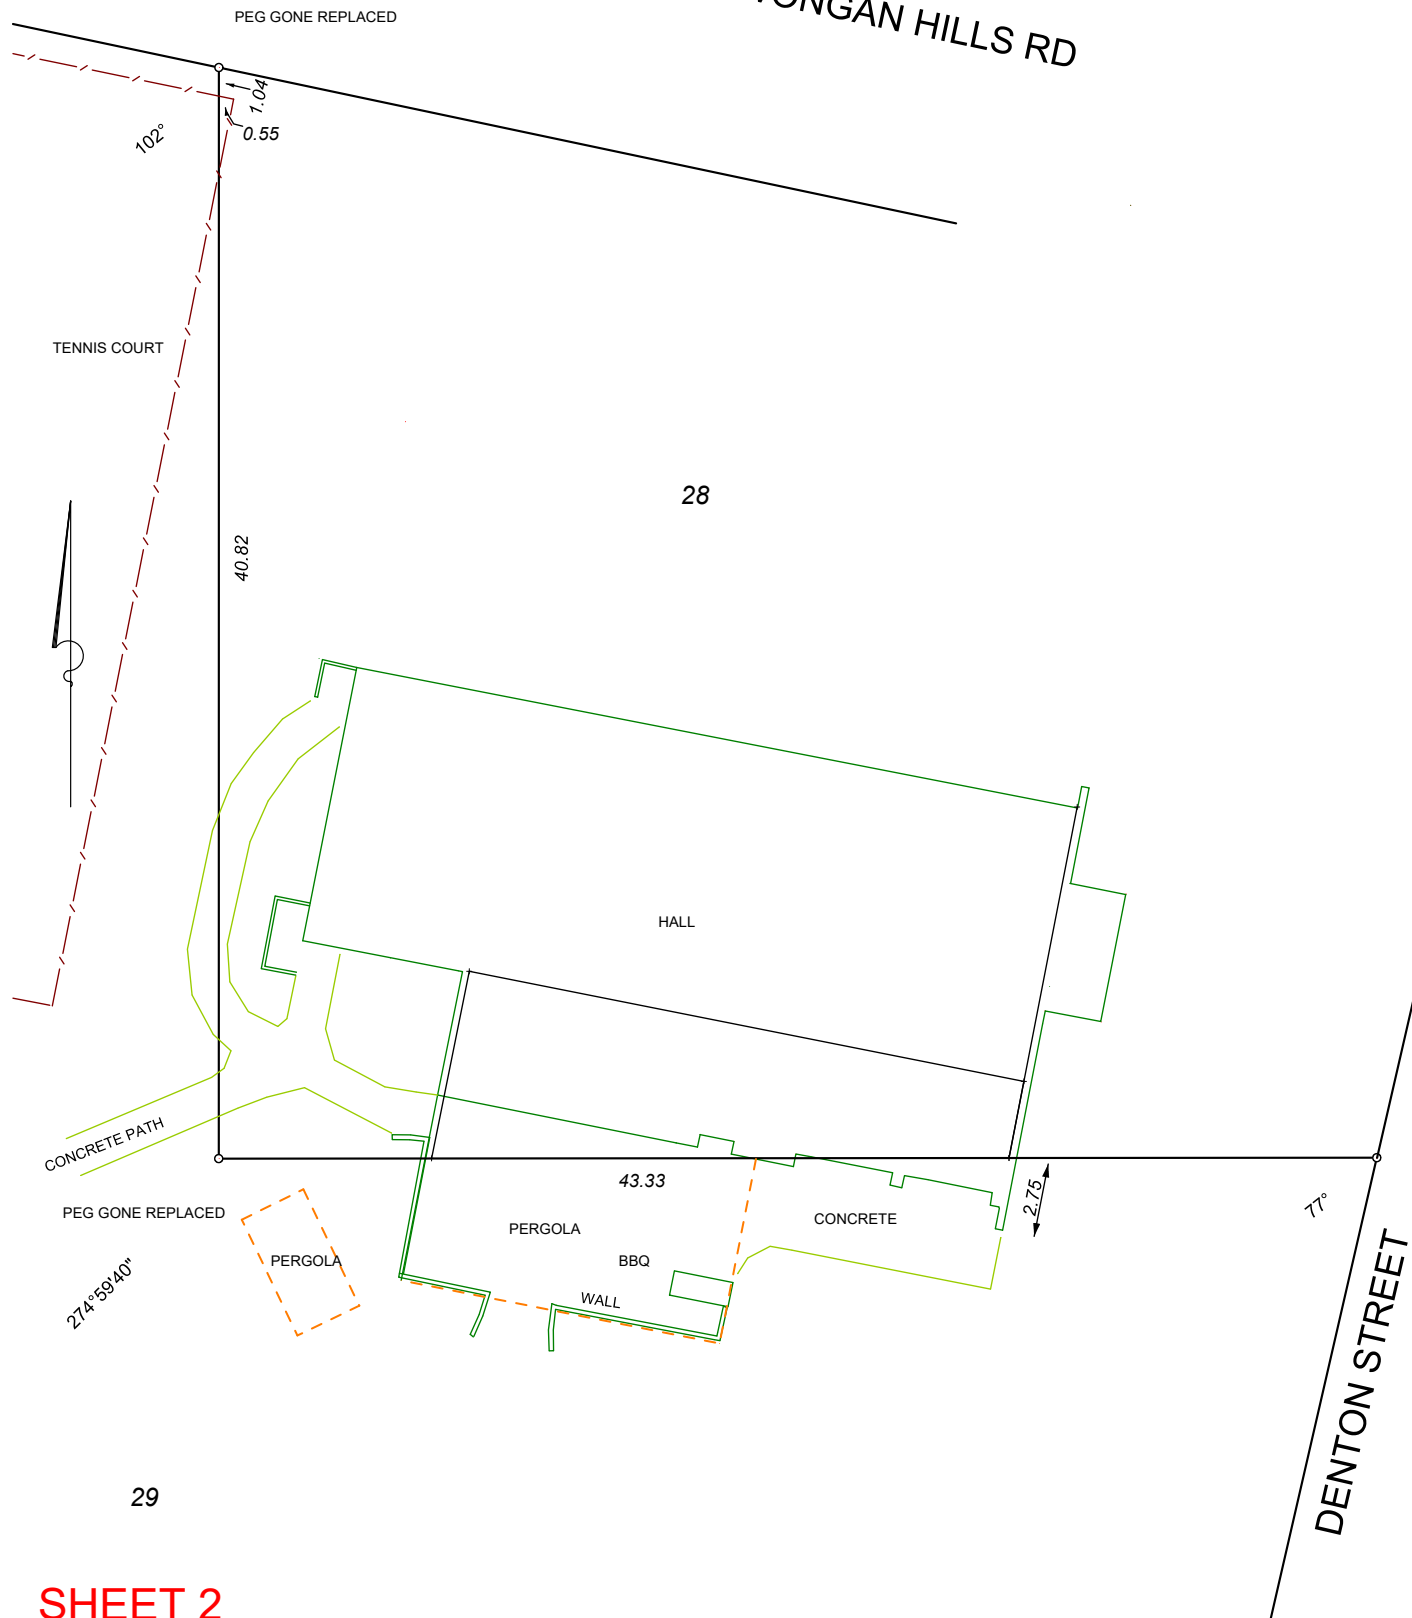 PEG GONE REPLACED
HILLS RD
1.04
0.55
102°
TENNIS COURT
28
40.82
HALL
CONCRETE PATH
43.33
2.75
77°
PEG GONE REPLACED
PERGOLA
CONCRETE
PERGOLA
BBQ
274°59'40"
WALL
DENTON STREET
29
SHEET 2